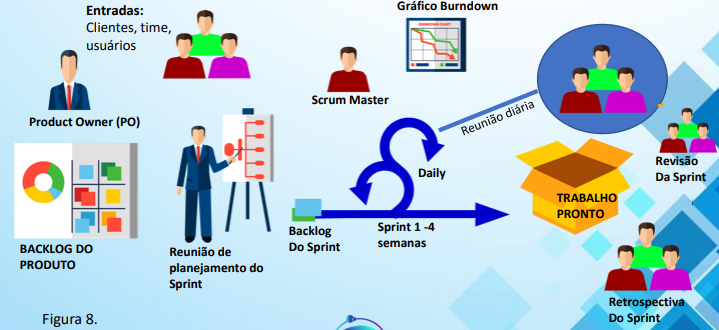 Entradas:
Clientes, time,
usuários
Gráfico Burndown
BURNDOWN CHART
Product Owner (PO)
Scrum Master
Reunião diária
Daily
Revisão
Da Sprint
TRABALHO
PRONTO
BACKLOG DO
PRODUTO
Reunião de
planejamento do
Sprint
Backlog
Do Sprint
Sprint 1 -4
semanas
Retrospectiva
Do Sprint
Figura 8.